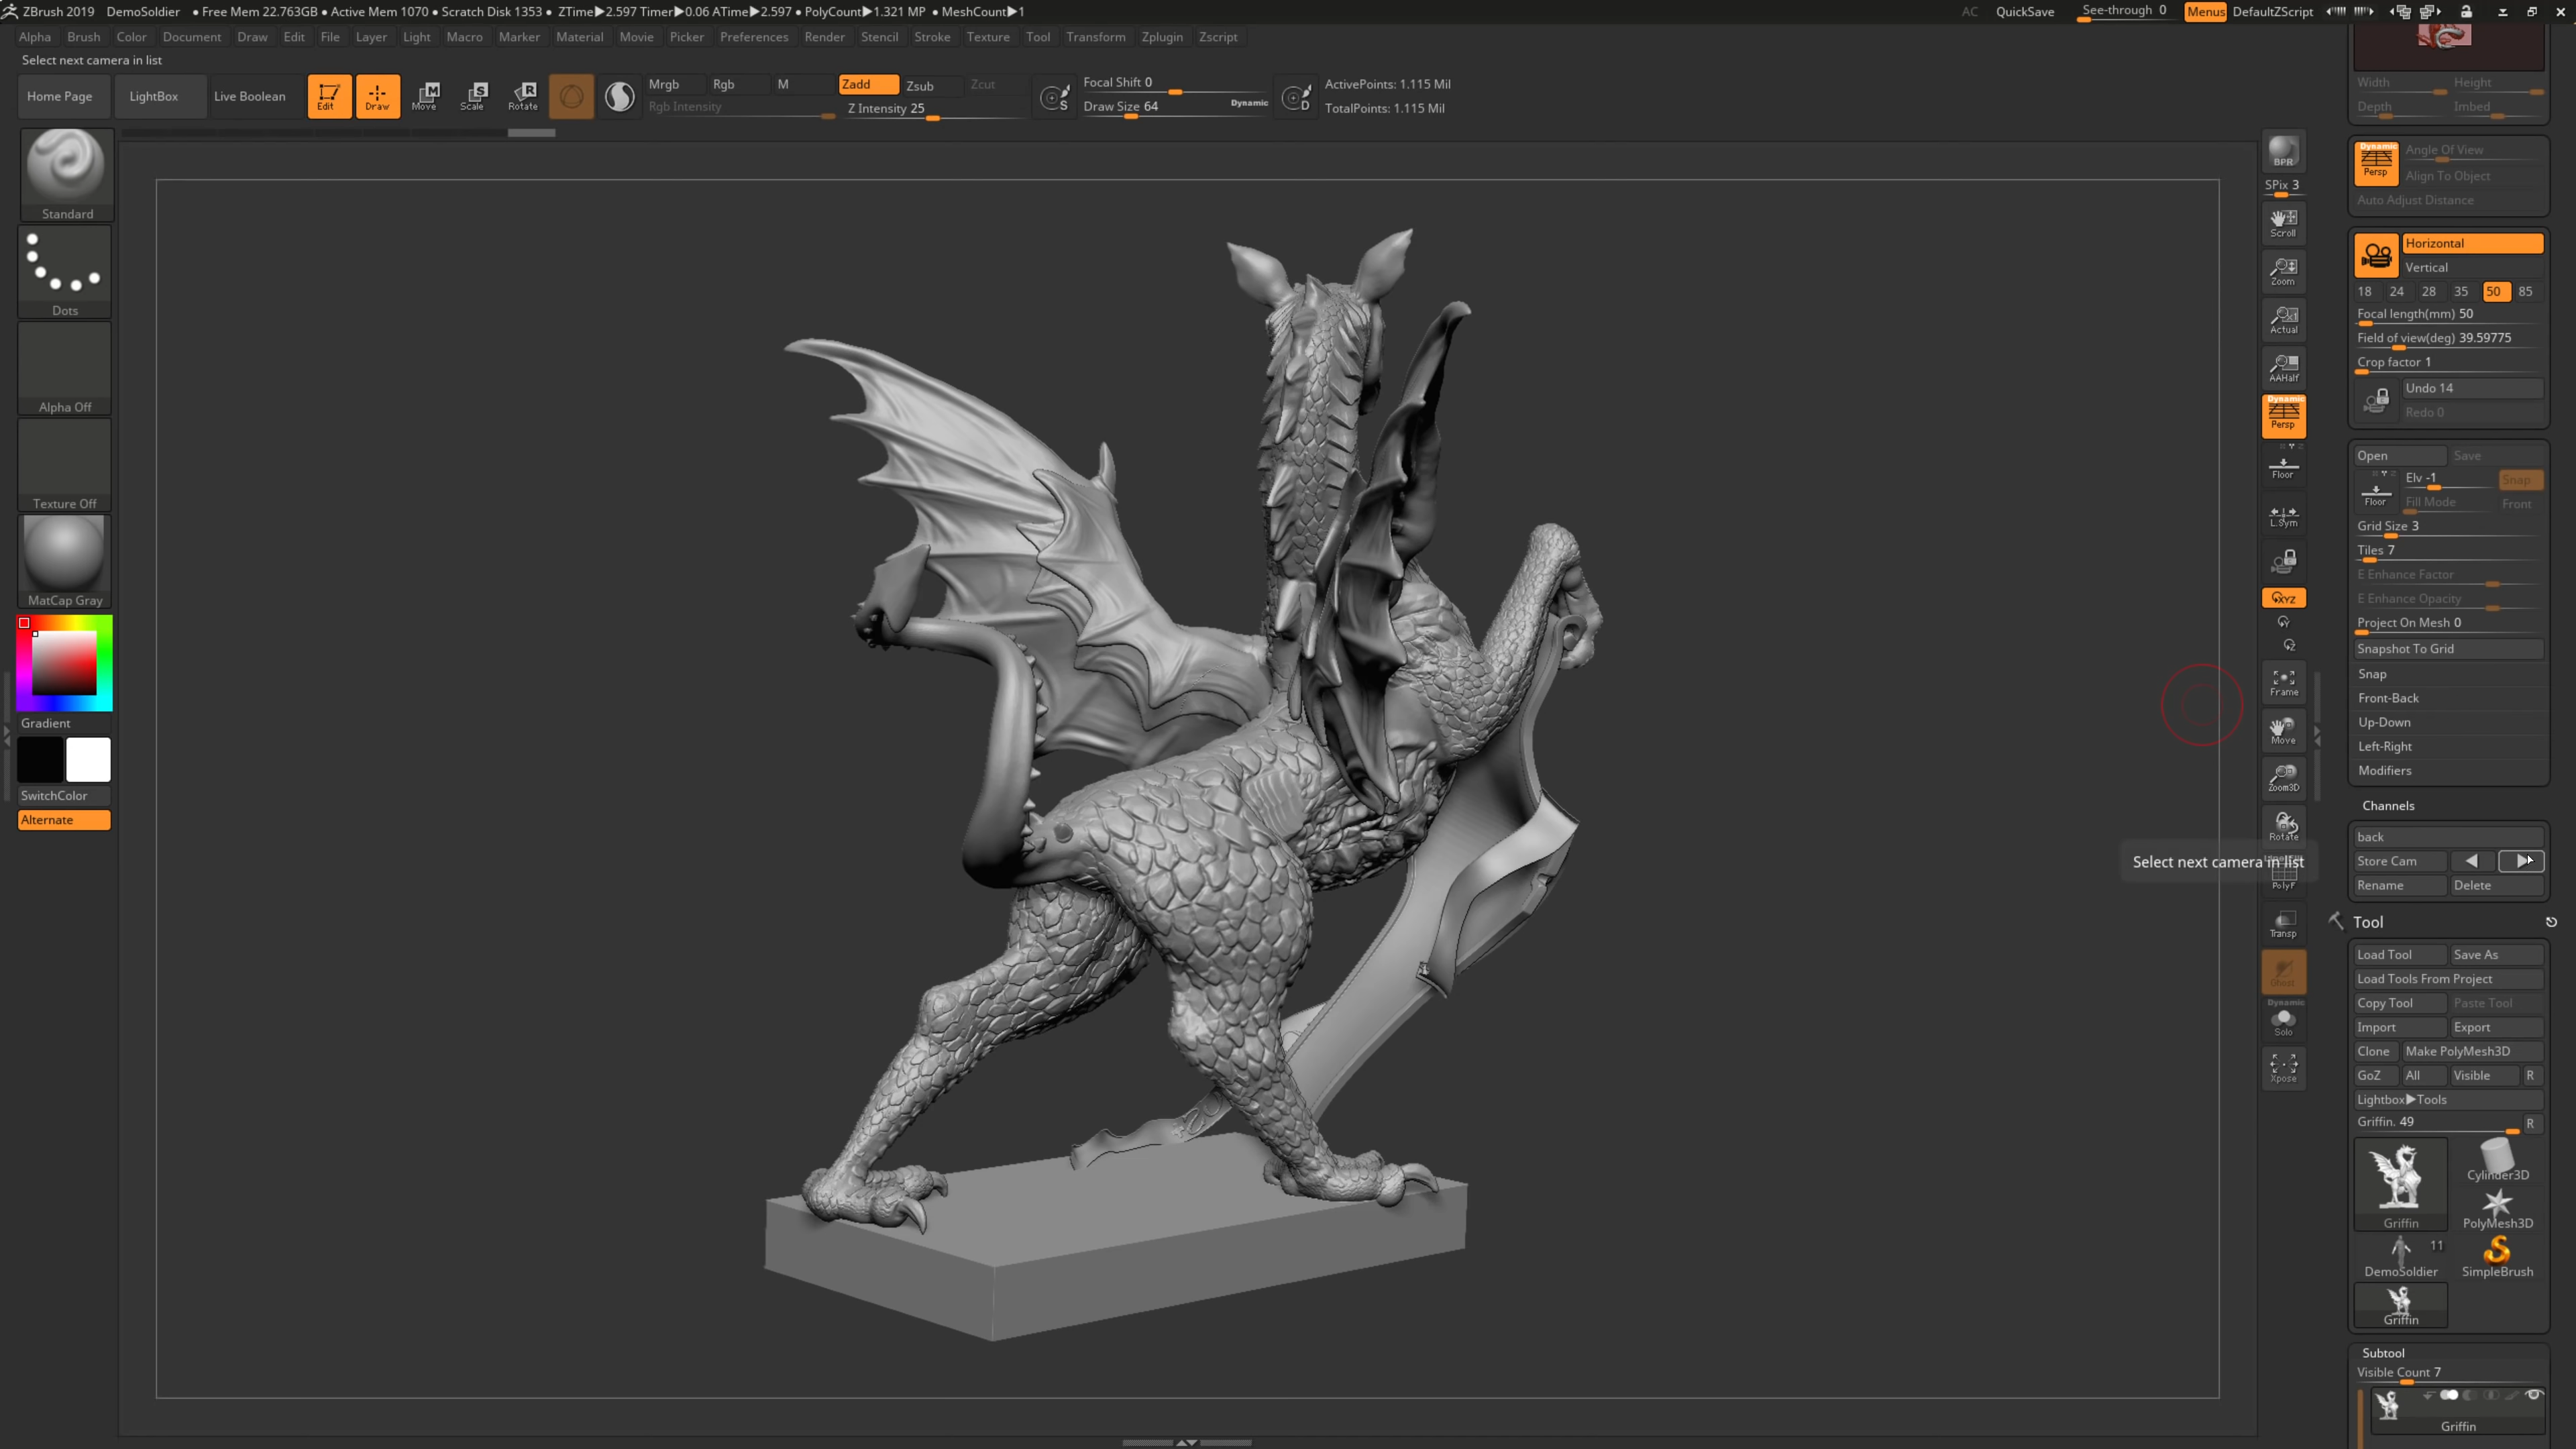 ZBrush 2019 DemoSoldier ● Free Mem 22.763GB ● Active Mem 1070 ● Scratch Disk 1353 ● ZTime▶2.597 Timer▶0.06 ATime▶2.597 ● PolyCount▶1.321 MP ● MeshCount▶1 AC QuickSave See-through 0 Menus DefaultZScript
Alpha Brush Color Document Draw Edit File Layer Light Macro Marker Material Movie Picker Preferences Render Stencil Stroke Texture Tool Transform Zplugin Zscript
Select next camera in list
Home Page LightBox Live Boolean Edit Draw Move Scale Rotate
M S R
Mrgb Rgb M Zadd Zsub Zcut
Rgb Intensity Z Intensity 25
S Focal Shift 0
Draw Size 64 Dynamic
D ActivePoints: 1.115 Mil
TotalPoints: 1.115 Mil
Standard
Dots
Alpha Off
Texture Off
MatCap Gray
Gradient
SwitchColor
Alternate
BPR
SPix 3
Scroll
Zoom
Actual
AAHalf
Dynamic
Persp
Floor
L.Sym
XYZ
Y
Z
Frame
Move
Zoom3D
Rotate
Select next camera in list
PolyF
Transp
Ghost
Dynamic
Solo
Xpose
Width Height
Depth Imbed
Dynamic
Persp
Angle Of View
Align To Object
Auto Adjust Distance
Horizontal
Vertical
18 24 28 35 50 85
Focal length(mm) 50
Field of view(deg) 39.59775
Crop factor 1
Undo 14
Redo 0
Open Save
Floor Elv -1 Snap
Fill Mode Front
Grid Size 3
Tiles 7
E Enhance Factor
E Enhance Opacity
Project On Mesh 0
Snapshot To Grid
Snap
Front-Back
Up-Down
Left-Right
Modifiers
Channels
back
Store Cam ◀ ▶
Rename Delete
Tool
Load Tool Save As
Load Tools From Project
Copy Tool Paste Tool
Import Export
Clone Make PolyMesh3D
GoZ All Visible R
Lightbox▶Tools
Griffin. 49 R
Griffin Cylinder3D
PolyMesh3D
11
DemoSoldier SimpleBrush
Griffin
Subtool
Visible Count 7
Griffin